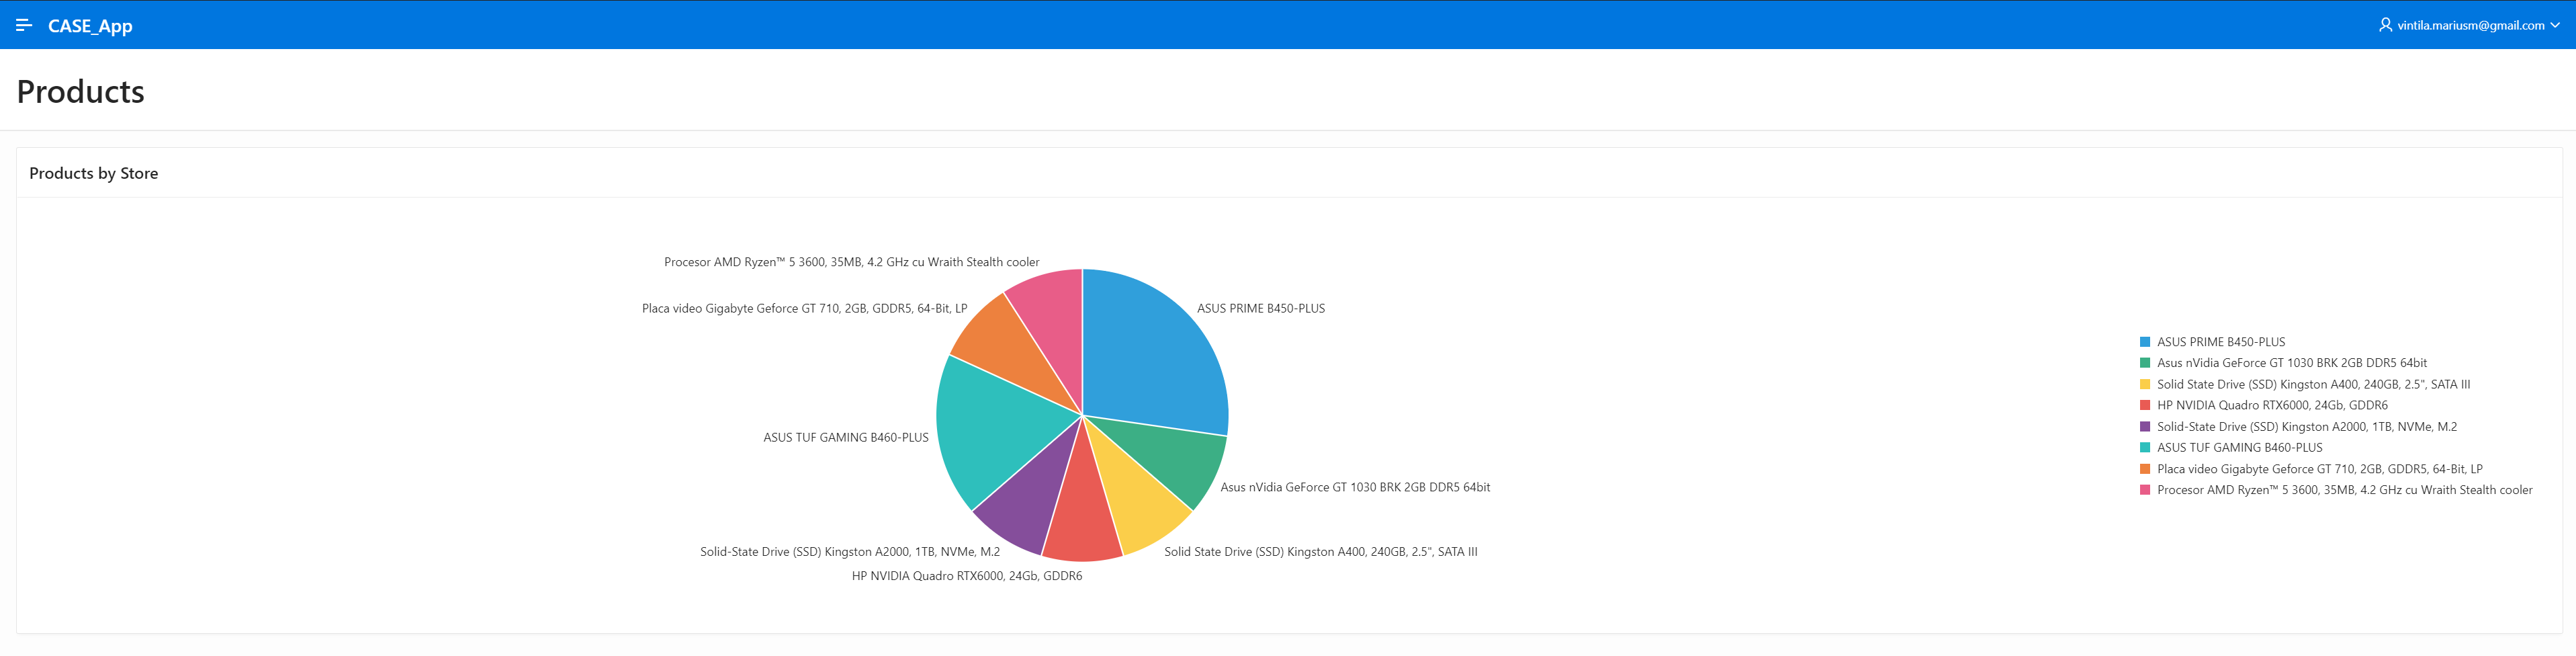 CASE_App
vintila.mariusm@gmail.com
Products
Products by Store
Procesor AMD Ryzen™ 5 3600, 35MB, 4.2 GHz cu Wraith Stealth cooler
Placa video Gigabyte Geforce GT 710, 2GB, GDDR5, 64-Bit, LP
ASUS PRIME B450-PLUS
ASUS TUF GAMING B460-PLUS
Asus nVidia GeForce GT 1030 BRK 2GB DDR5 64bit
Solid-State Drive (SSD) Kingston A2000, 1TB, NVMe, M.2
Solid State Drive (SSD) Kingston A400, 240GB, 2.5", SATA III
HP NVIDIA Quadro RTX6000, 24Gb, GDDR6
ASUS PRIME B450-PLUS
Asus nVidia GeForce GT 1030 BRK 2GB DDR5 64bit
Solid State Drive (SSD) Kingston A400, 240GB, 2.5", SATA III
HP NVIDIA Quadro RTX6000, 24Gb, GDDR6
Solid-State Drive (SSD) Kingston A2000, 1TB, NVMe, M.2
ASUS TUF GAMING B460-PLUS
Placa video Gigabyte Geforce GT 710, 2GB, GDDR5, 64-Bit, LP
Procesor AMD Ryzen™ 5 3600, 35MB, 4.2 GHz cu Wraith Stealth cooler